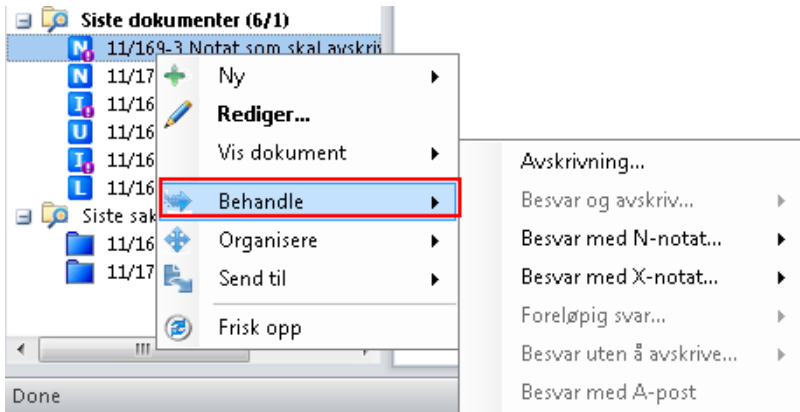 Siste dokumenter (6/1)
N 11/169-3 Notat som skal avskriv
N 11/17
I 11/16
U 11/16
I 11/16
L 11/16
Siste sak
11/16
11/17
Ny
Rediger...
Vis dokument
Behandle
Organisere
Send til
Frisk opp
Avskrivning...
Besvar og avskriv...
Besvar med N-notat...
Besvar med X-notat...
Foreløpig svar...
Besvar uten å avskrive...
Besvar med A-post
Done